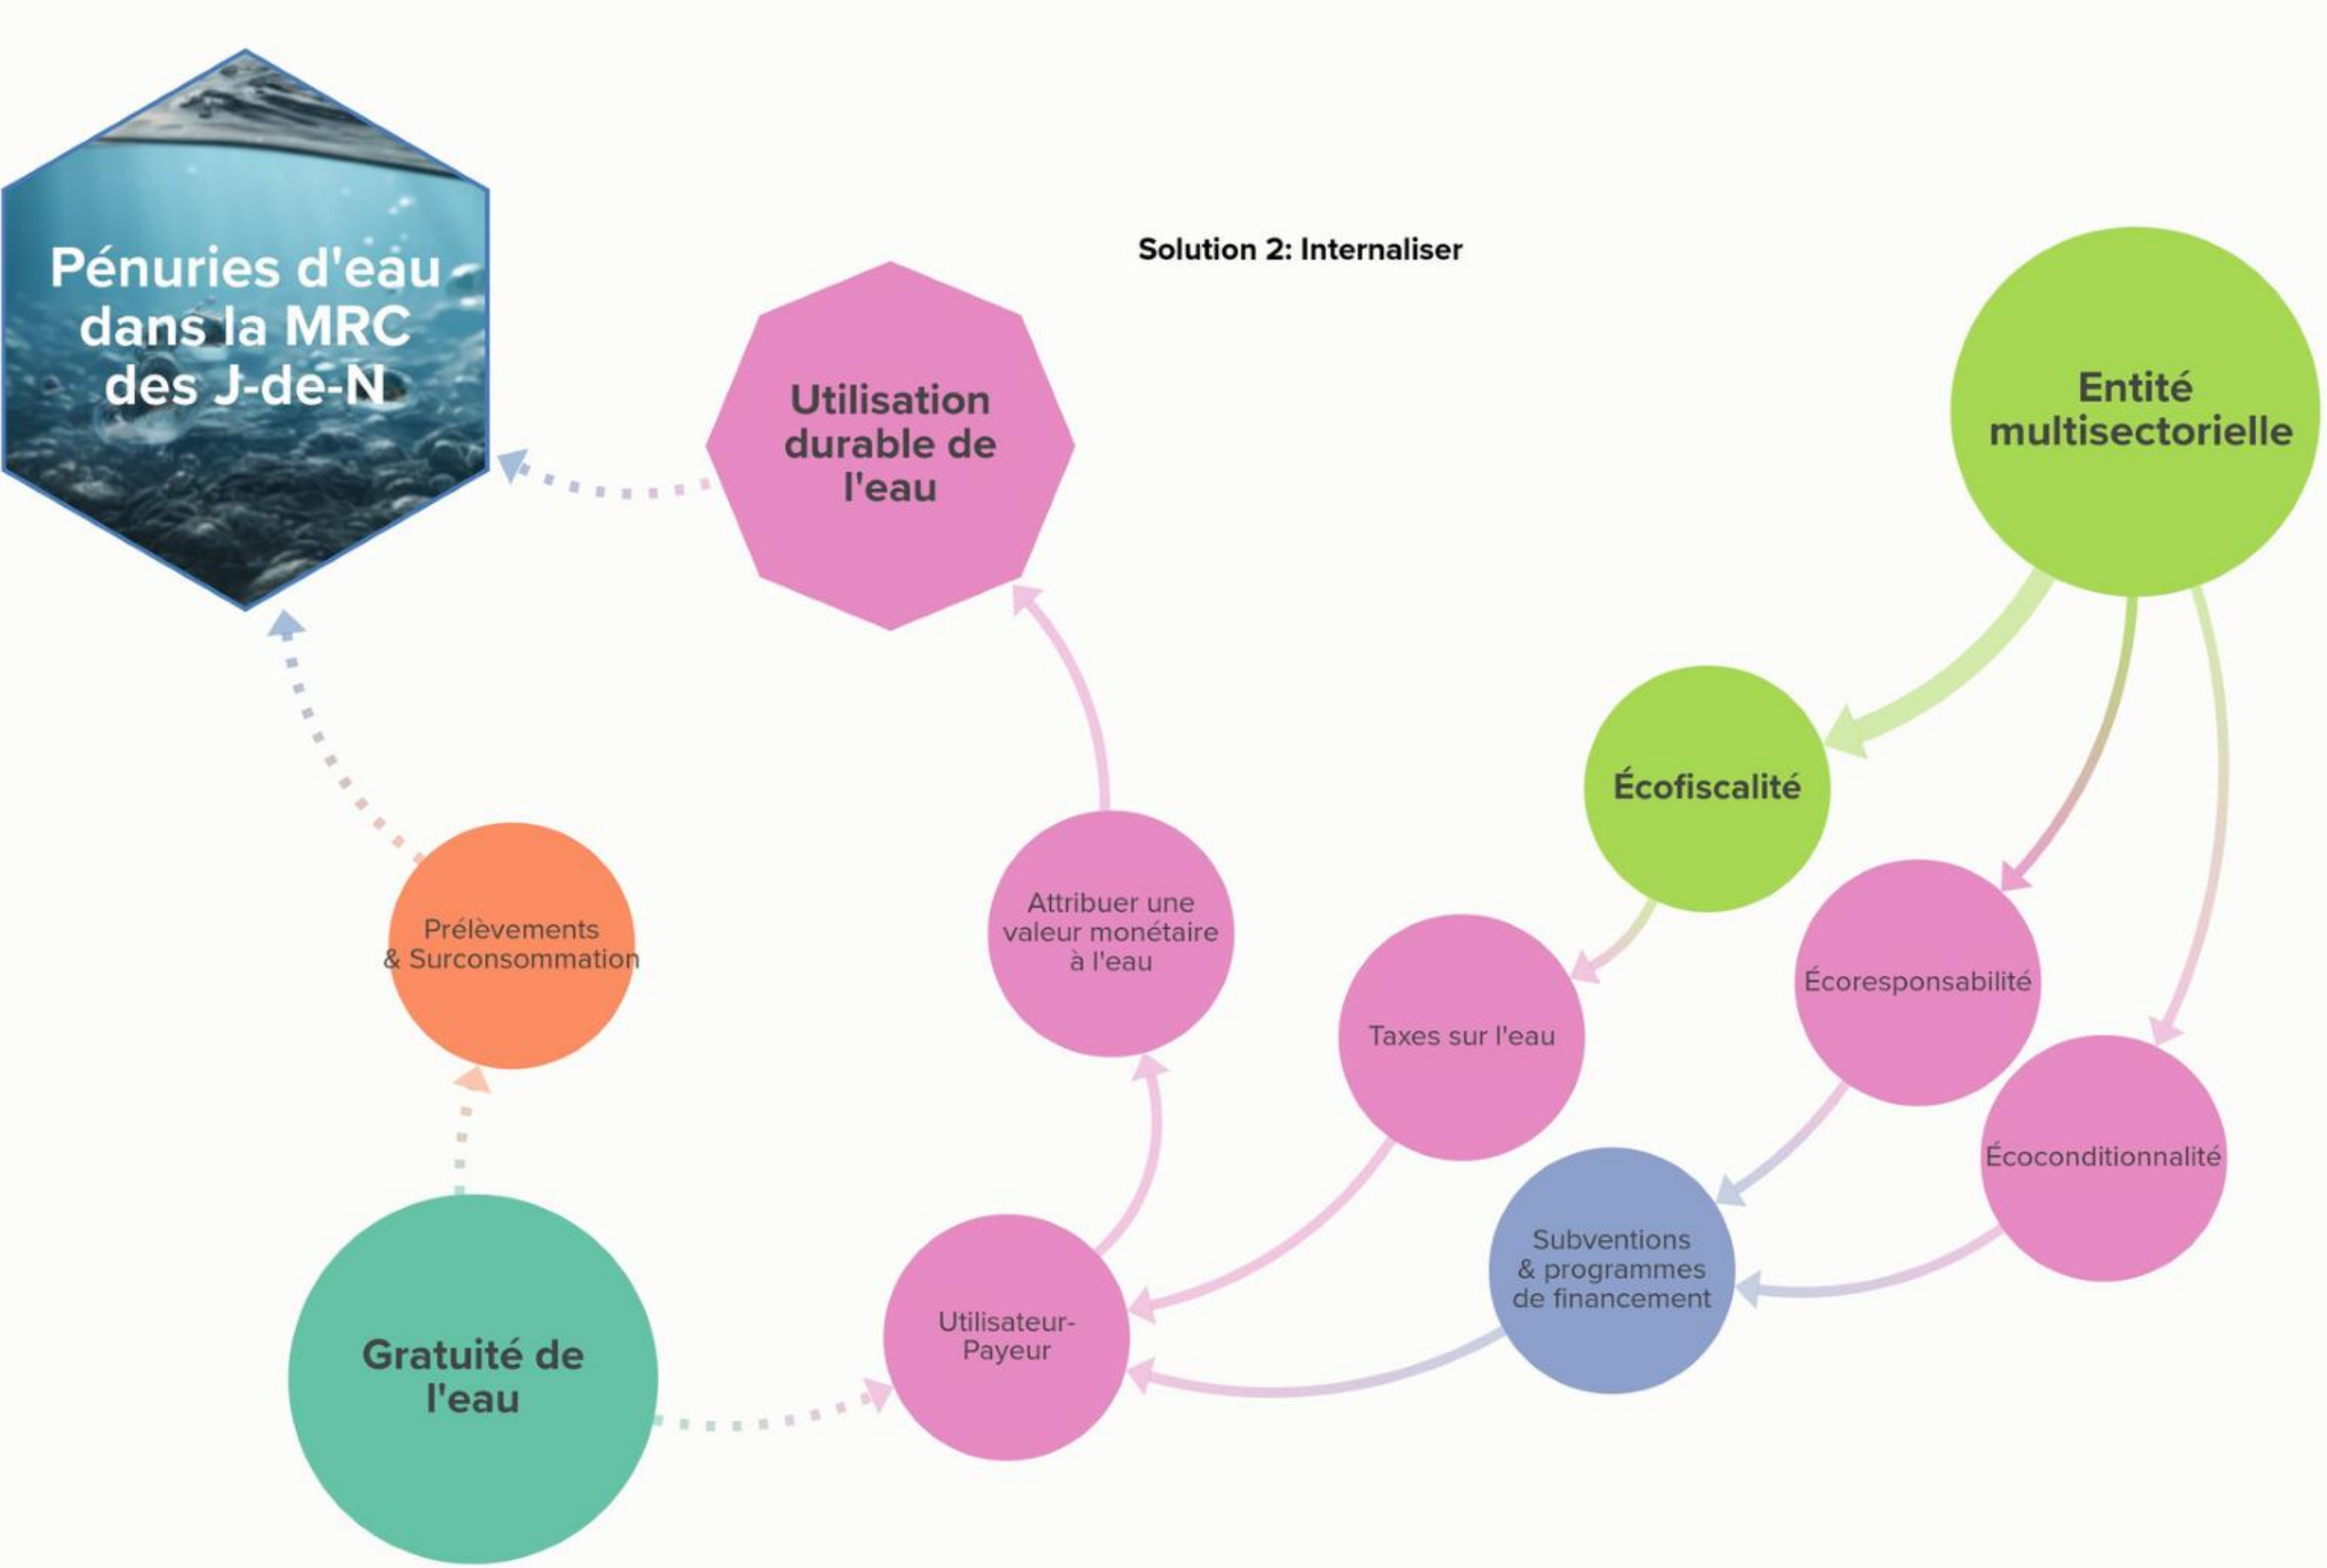 Pénuries d'eau
dans la MRC
des J-de-N
Solution 2: Internaliser
Utilisation
durable de
l'eau
Entité
multisectorielle
Écofiscalité
Prélèvements
& Surconsommation
Attribuer une
valeur monétaire
à l'eau
Taxes sur l'eau
Écoresponsabilité
Écoconditionnalité
Subventions
& programmes
de financement
Utilisateur-
Payeur
Gratuité de
l'eau